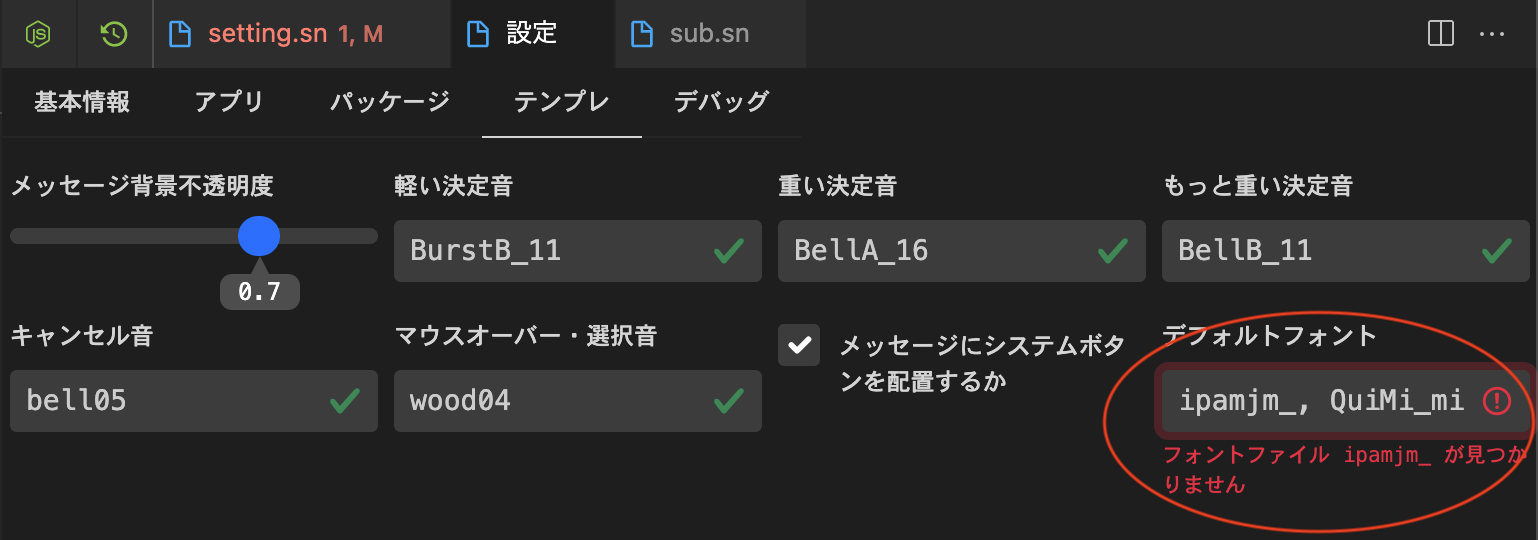 setting.sn 1, M
設定
sub.sn
基本情報
アプリ
パッケージ
テンプレ
デバッグ
メッセージ背景不透明度
0.7
軽い決定音
BurstB_11
重い決定音
BellA_16
もっと重い決定音
BellB_11
キャンセル音
bell05
マウスオーバー・選択音
wood04
メッセージにシステムボタ
ンを配置するか
デフォルトフォント
ipamjm_, QuiMi_mi
フォントファイル ipamjm_ が見つか
りません